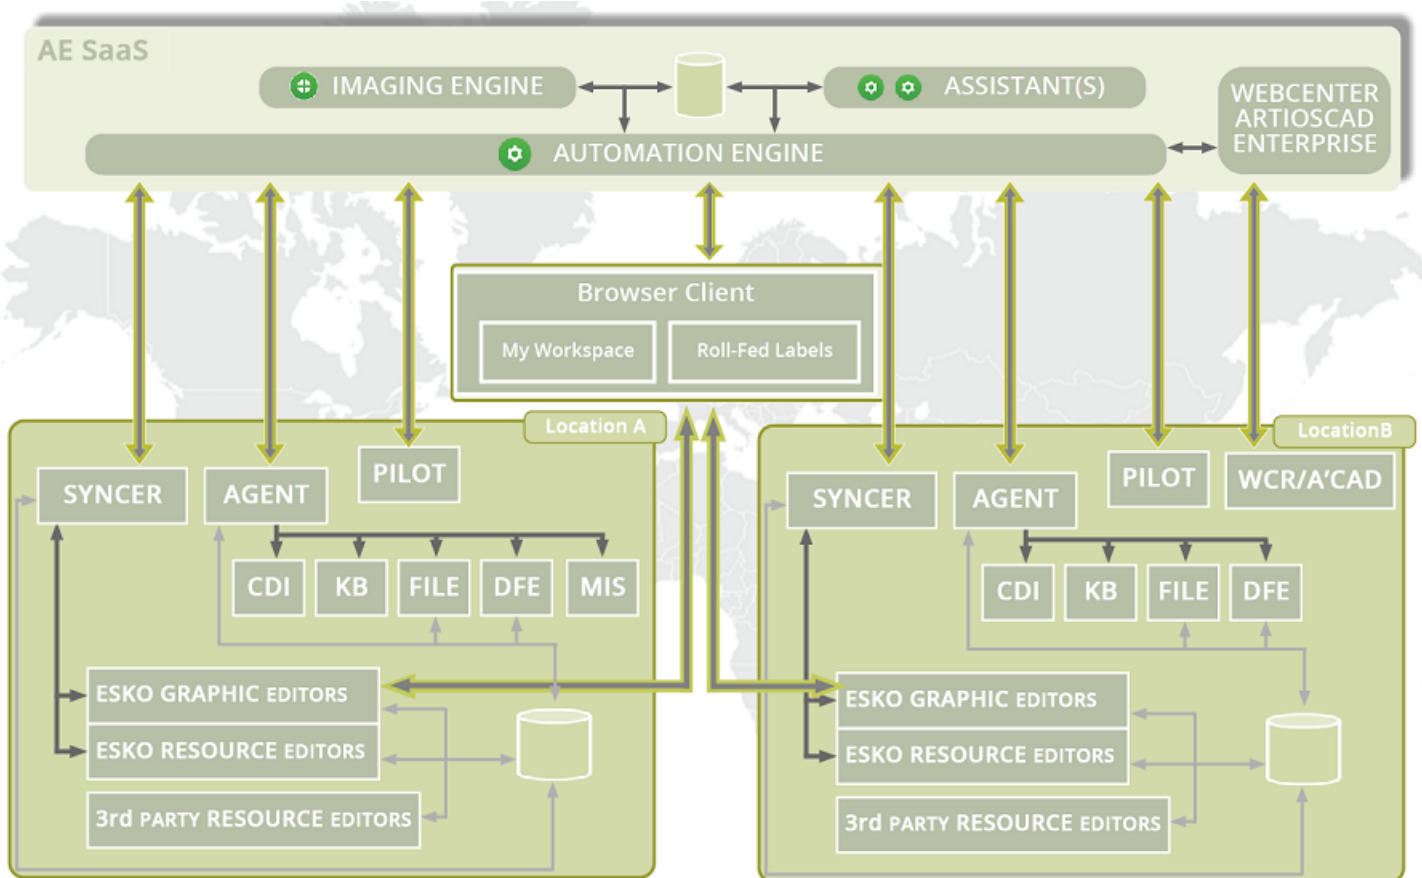 AE SaaS
IMAGING ENGINE
ASSISTANT(S)
WEBCENTER
ARTIOSCAD
ENTERPRISE
AUTOMATION ENGINE
Browser Client
My Workspace
Roll-Fed Labels
Location A
SYNCER
AGENT
PILOT
CDI
KB
FILE
DFE
MIS
ESKO GRAPHIC EDITORS
ESKO RESOURCE EDITORS
3rd PARTY RESOURCE EDITORS
LocationB
SYNCER
AGENT
PILOT
WCR/A'CAD
CDI
KB
FILE
DFE
ESKO GRAPHIC EDITORS
ESKO RESOURCE EDITORS
3rd PARTY RESOURCE EDITORS